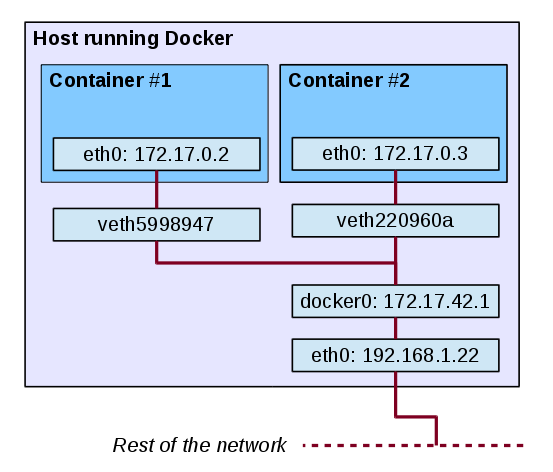 Host running Docker
Container #1
Container #2
eth0: 172.17.0.2
eth0: 172.17.0.3
veth5998947
veth220960a
docker0: 172.17.42.1
eth0: 192.168.1.22
Rest of the network